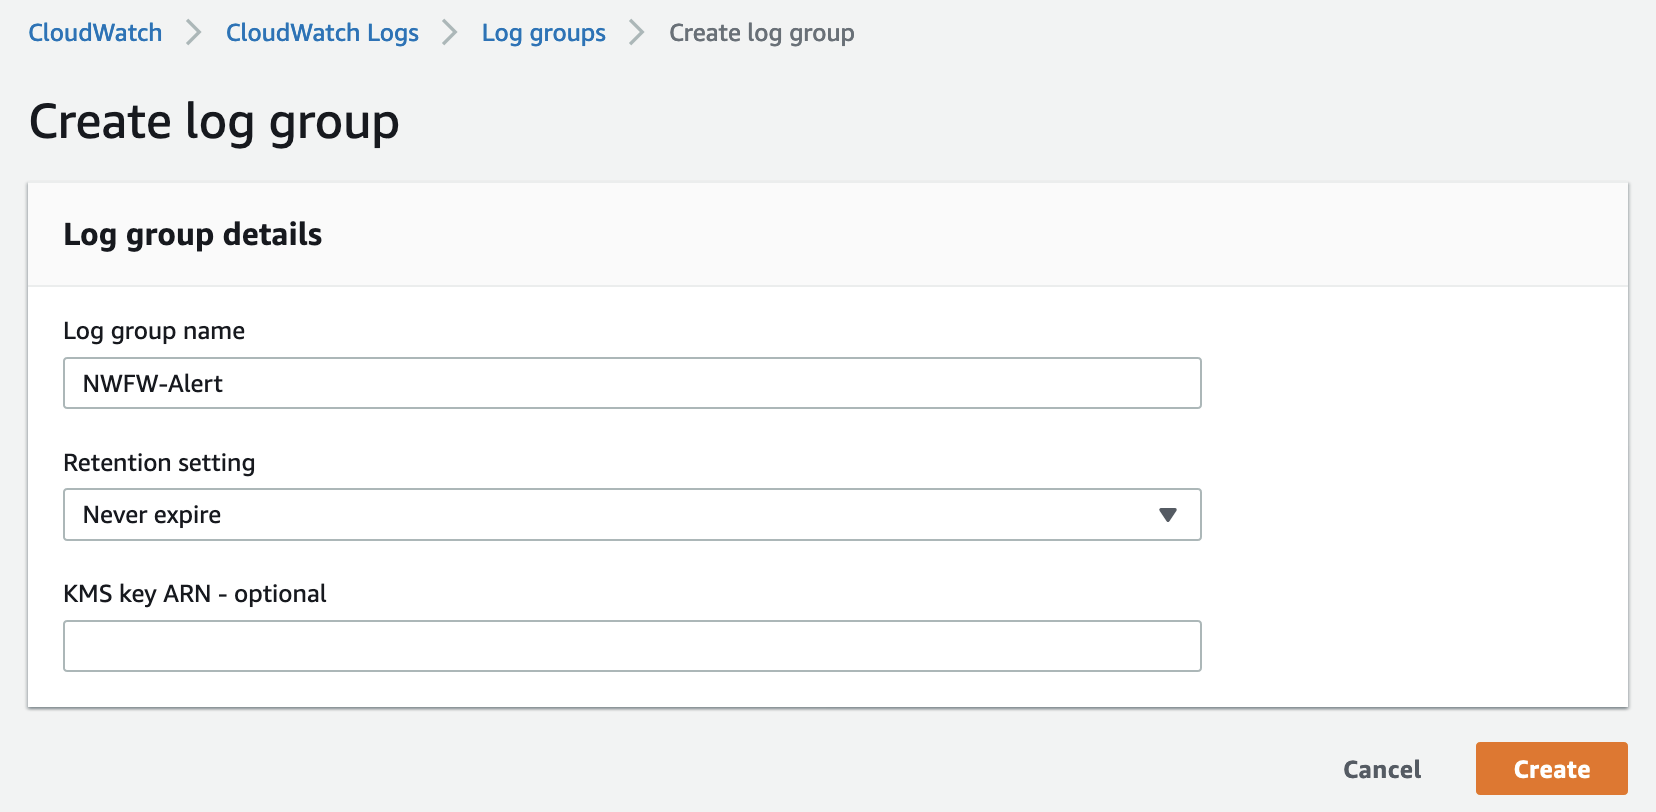 CloudWatch > CloudWatch Logs > Log groups > Create log group
Create log group
Log group details
Log group name
NWFW-Alert
Retention setting
Never expire
KMS key ARN - optional
Cancel Create